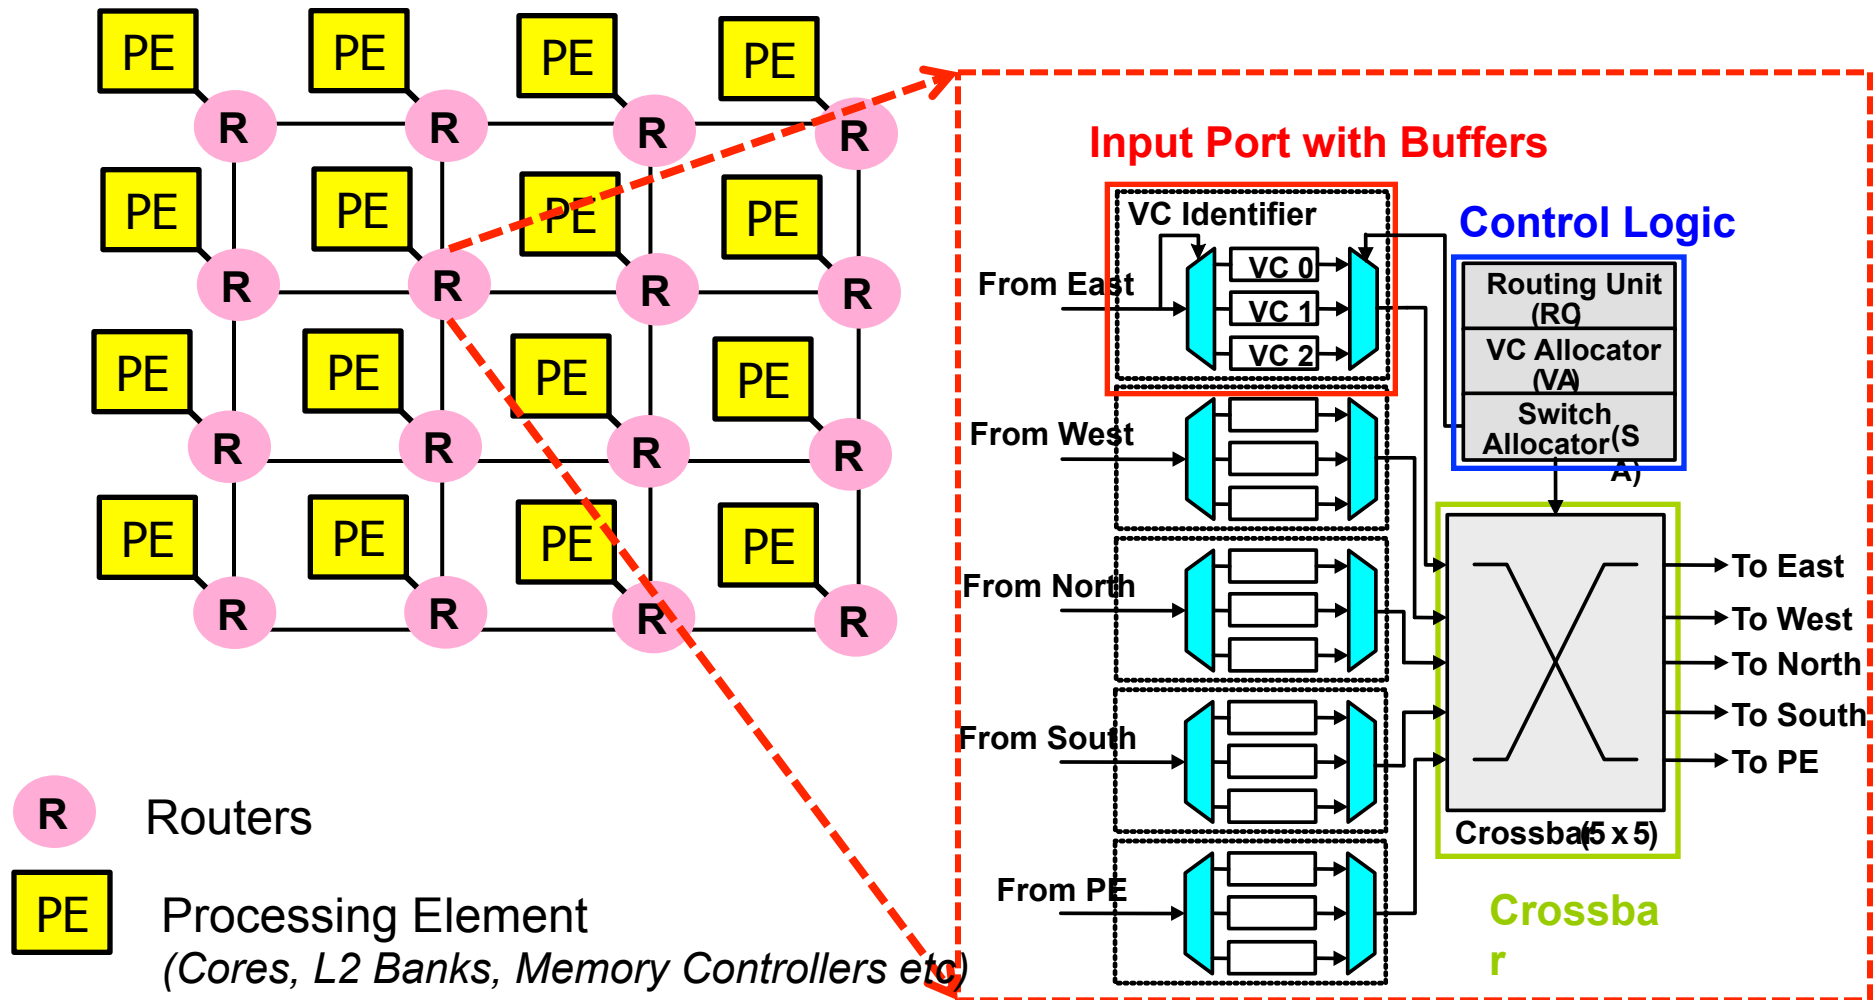 PE PE PE PE
R R R R
PE PE PE PE
R R R R
PE PE PE PE
R R R R
PE PE PE PE
R R R R
R Routers
PE Processing Element
(Cores, L2 Banks, Memory Controllers etc)
Input Port with Buffers
VC Identifier
From East
VC 0
VC 1
VC 2
From West
From North
From South
From PE
Control Logic
Routing Unit
(RC)
VC Allocator
(VA)
Switch
Allocator (S
A)
To East
To West
To North
To South
To PE
Crossbar (5 x 5)
Crossba
r